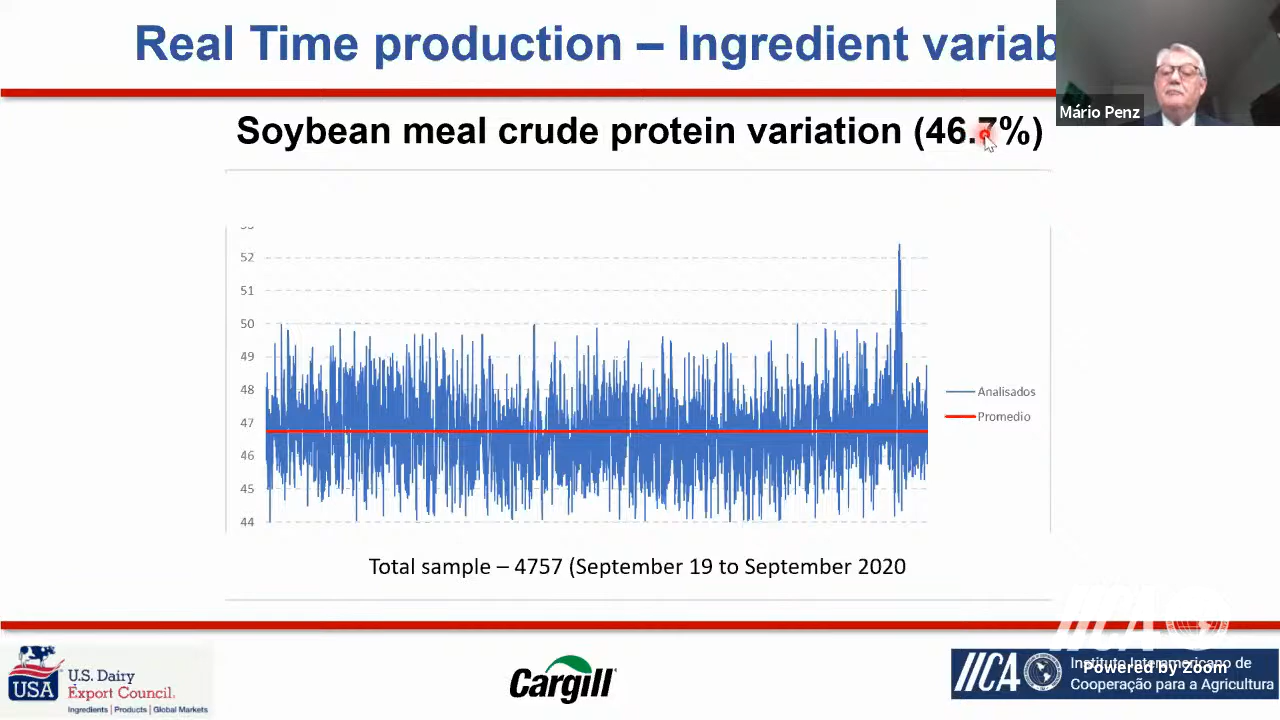 Real Time production – Ingredient variab
Mário Penz
Soybean meal crude protein variation (46.7%)
53
52
51
50
49
48
47
46
45
44
Analisados
Promedio
Total sample – 4757 (September 19 to September 2020
USA
U.S. Dairy
Export Council.
Ingredients | Products | Global Markets
Cargill
IICA
IICA
Instituto Interamericano de
Cooperação para a Agricultura
Powered by Zoom